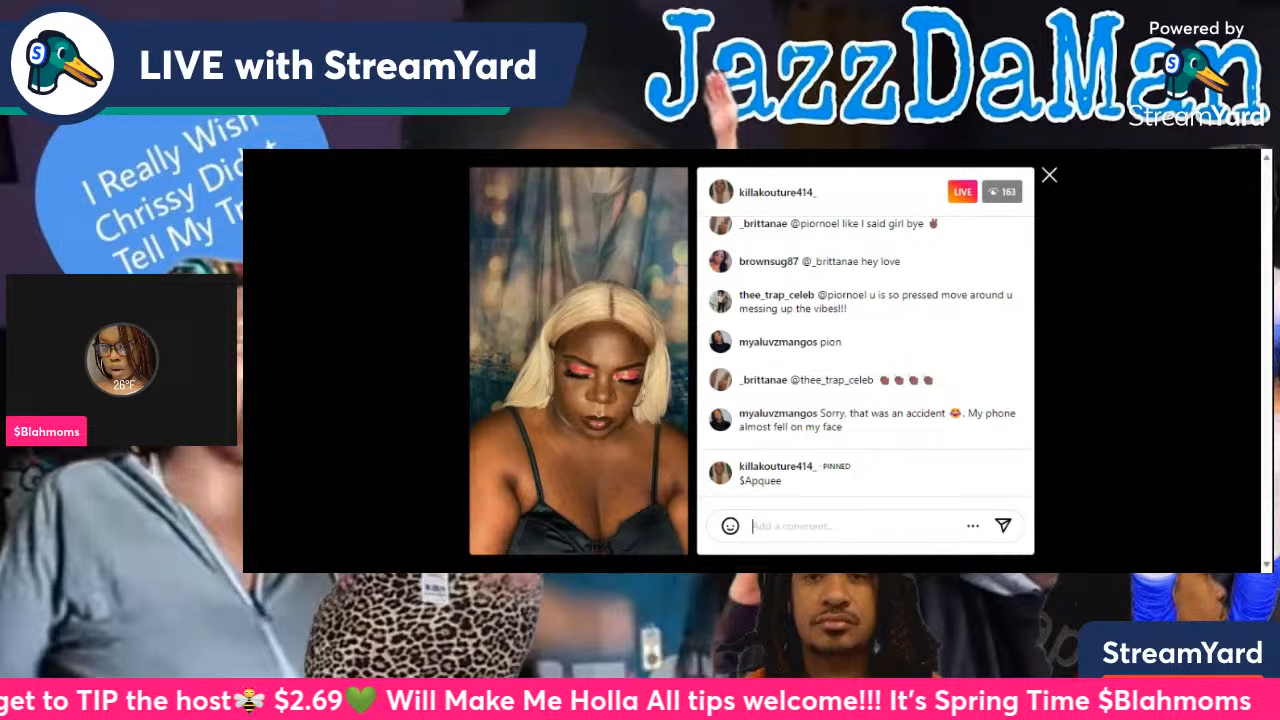 LIVE with StreamYard
JazzDaMan
Powered by
StreamYard
I Really Wish
Chrissy
Tell My
killakouture414_
LIVE
163
_brittanae @piornoel like I said girl bye ✌🏾
brownsug87 @_brittanae hey love
thee_trap_celeb @piornoel u is so pressed move around u
messing up the vibes!!!
myaluvzmangos pion
_brittanae @thee_trap_celeb 👏🏾 👏🏾 👏🏾 👏🏾
myaluvzmangos Sorry, that was an accident 😂. My phone
almost fell on my face
killakouture414_ · PINNED
$Apquee
Add a comment...
26°F
$Blahmoms
StreamYard
get to TIP the host🐝 $2.69💚 Will Make Me Holla All tips welcome!!! It's Spring Time $Blahmoms